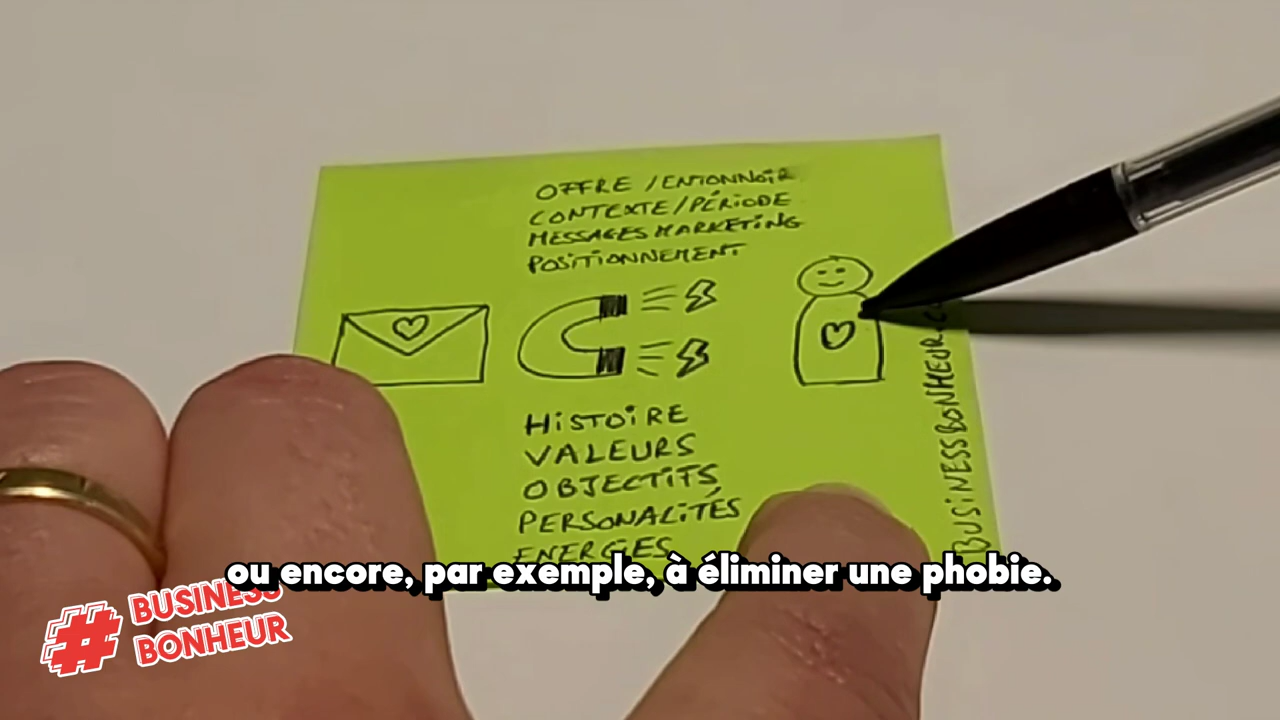 OFFRE / ENTONNOIR
CONTEXTE / PÉRIODE
MESSAGES MARKETING
POSITIONNEMENT
HISTOIRE
VALEURS
OBJECTIFS
PERSONALITÉS
ENERGIES
BUSINESSBONHEUR.C
ou encore, par exemple, à éliminer une phobie.
# BUSINESS
BONHEUR